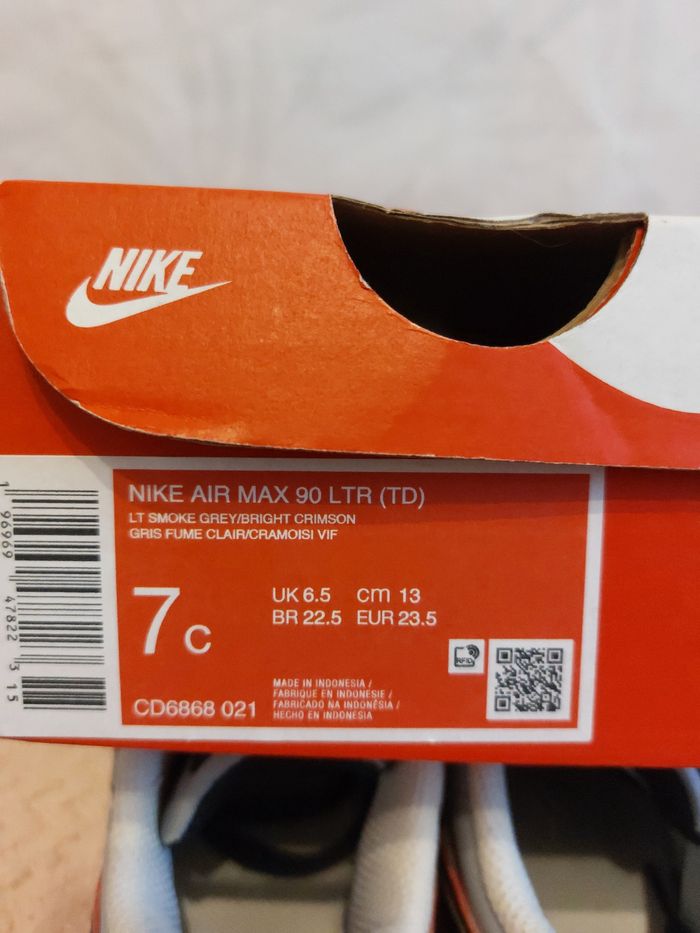 NIKE
NIKE AIR MAX 90 LTR (TD)
LT SMOKE GREY/BRIGHT CRIMSON
GRIS FUME CLAIR/CRAMOISI VIF
7C
UK 6.5 cm 13
BR 22.5 EUR 23.5
RFID
MADE IN INDONESIA /
FABRIQUE EN INDONESIE /
FABRICADO NA INDONÉSIA /
HECHO EN INDONESIA
CD6868 021
1 96969 47822 3 15